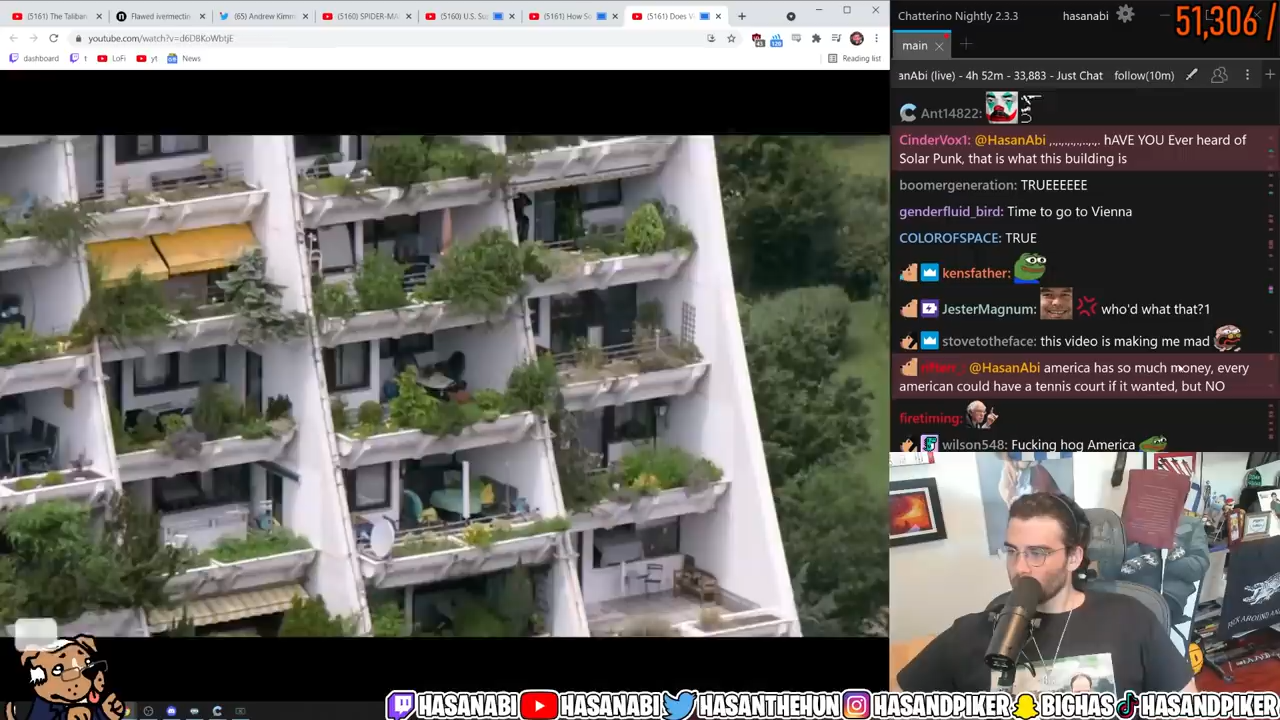 (5161) The Taliban
Flawed ivermectin
(65) Andrew Kimm
(5160) SPIDER-MA
(5160) U.S. Su
(5161) How So
(5161) Does V
youtube.com/watch?v=d6DBKoWbtjE
dashboard
t
LoFi
yt
News
Reading list
Chatterino Nightly 2.3.3
hasanabi
51,306 /
main
anAbi (live) - 4h 52m - 33,883 - Just Chat
follow(10m)
Ant14822:
CinderVox1: @HasanAbi ,,,,,,,,,,,, hAVE YOU Ever heard of
Solar Punk, that is what this building is
boomergeneration: TRUEEEEEE
genderfluid_bird: Time to go to Vienna
COLOROFSPACE: TRUE
kensfather:
JesterMagnum: who'd what that?1
stovetotheface: this video is making me mad
@HasanAbi america has so much money, every
american could have a tennis court if it wanted, but NO
firetiming:
wilson548: Fucking hog America
HASANABI
HASANABI
HASANTHEHUN
HASANDPIKER
BIGHAS
HASANDPIKER